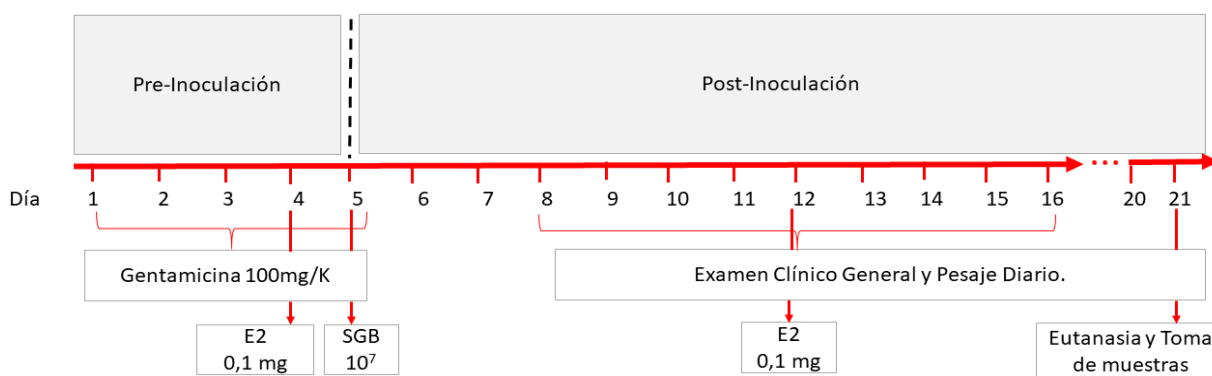 Pre-Inoculación
Post-Inoculación
Día 1 2 3 4 5 6 7 8 9 10 11 12 13 14 15 16 20 21
Gentamicina 100mg/K
Examen Clínico General y Pesaje Diario.
E2
0,1 mg
SGB
10⁷
E2
0,1 mg
Eutanasia y Toma
de muestras